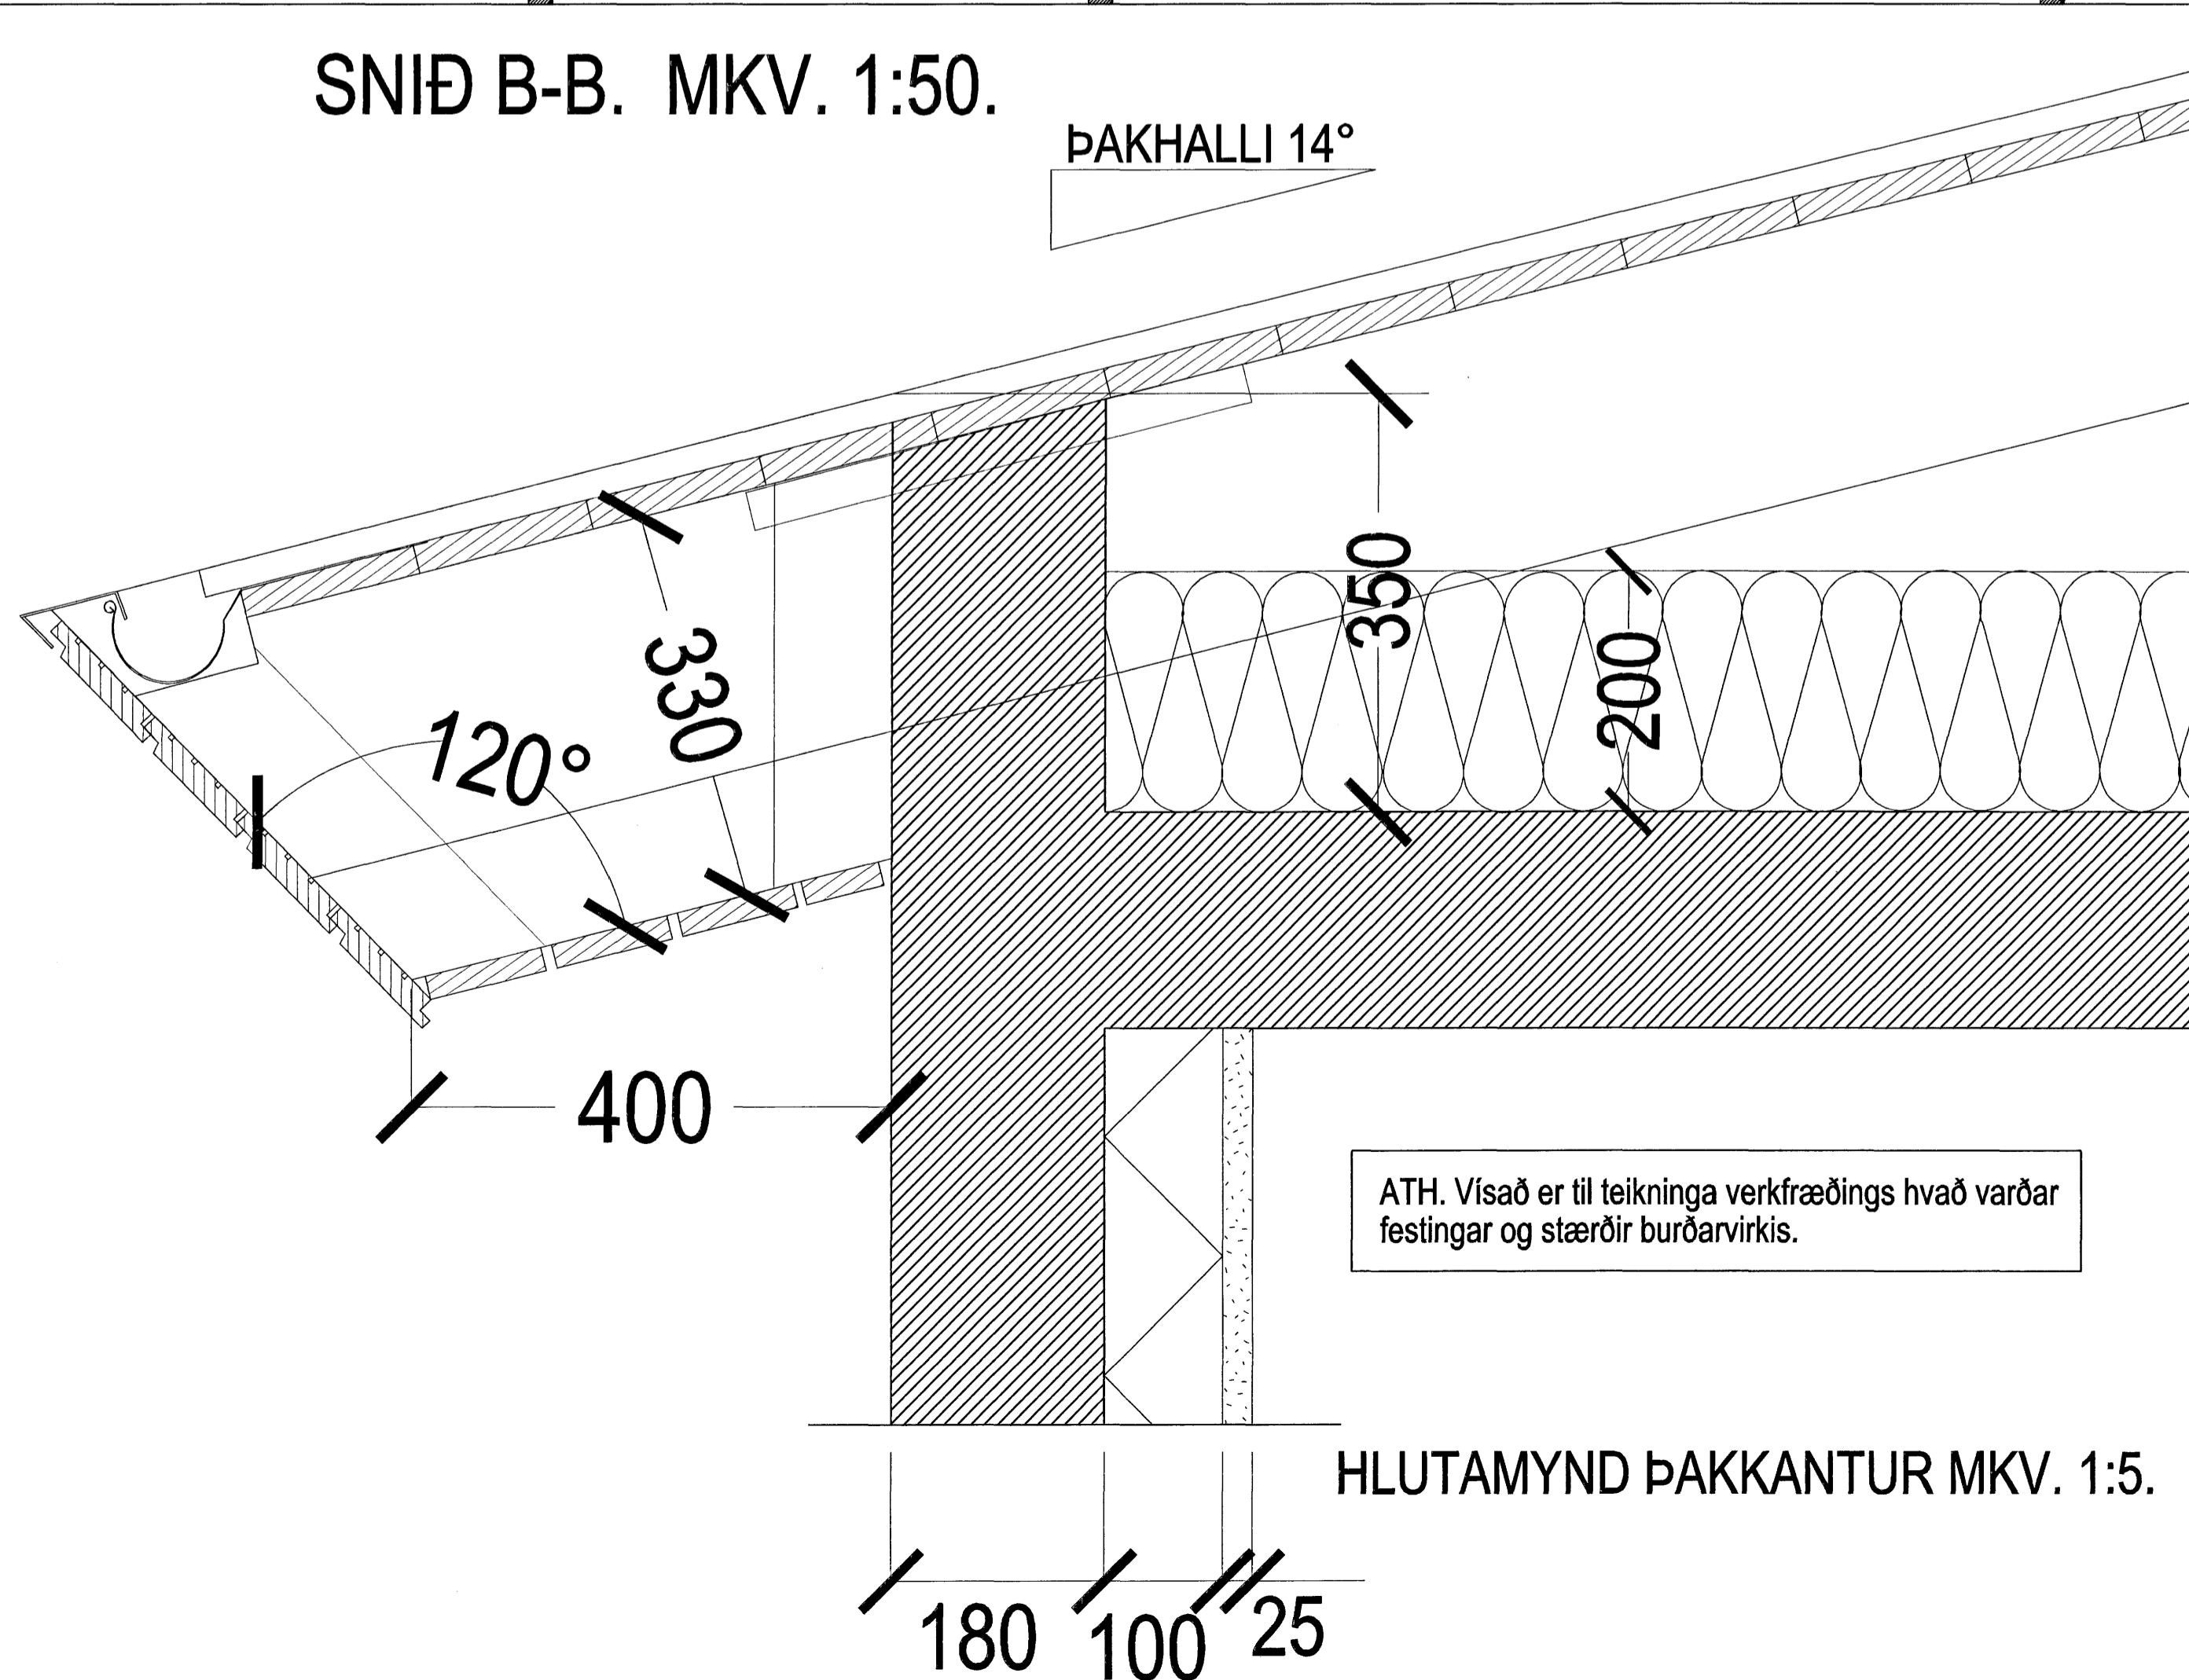 SNIÐ B-B. MKV. 1:50.
ÞAKHALLI 14°
350
330
200
120°
400
ATH. Vísað er til teikninga verkfræðings hvað varðar
festingar og stærðir burðarvirkis.
HLUTAMYND ÞAKKANTUR MKV. 1:5.
180
100
25